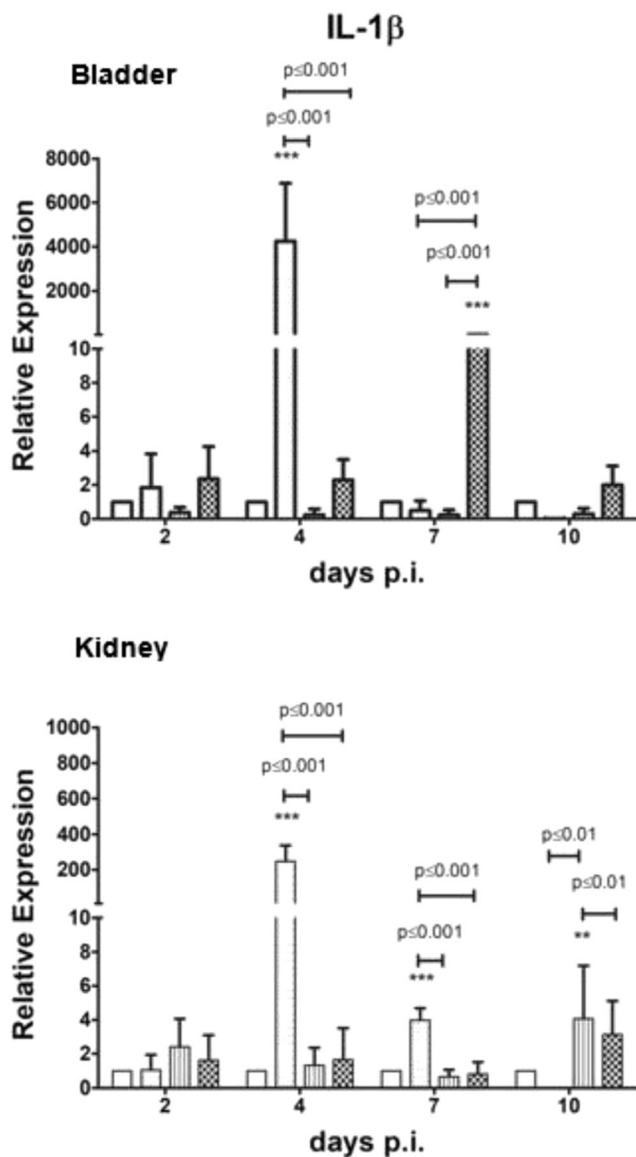 IL-1β
Bladder
p≤0.001
p≤0.001
***
8000
6000
4000
2000
p≤0.001
p≤0.001
***
10
8
6
4
2
0
Relative Expression
2 4 7 10
days p.i.
Kidney
1000
800
600
400
200
p≤0.001
p≤0.001
***
p≤0.001
p≤0.001
***
p≤0.01
p≤0.01
**
10
8
6
4
2
0
Relative Expression
2 4 7 10
days p.i.